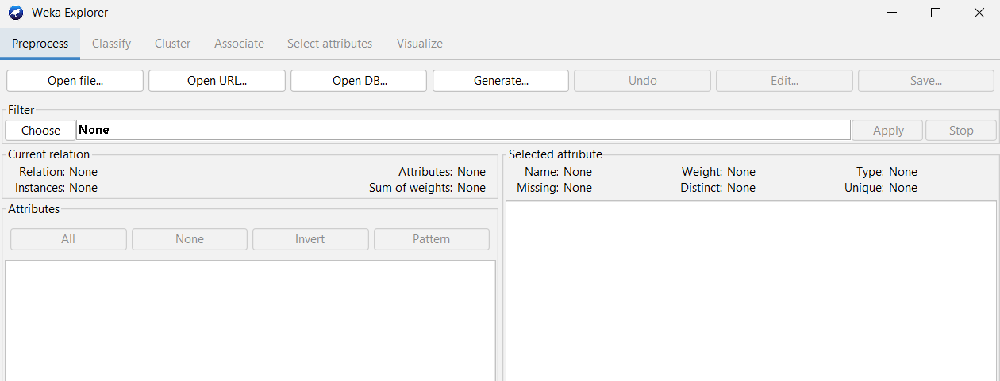 Weka Explorer
Preprocess Classify Cluster Associate Select attributes Visualize
Open file... Open URL... Open DB... Generate... Undo Edit... Save...
Filter
Choose None Apply Stop
Current relation
Relation: None Attributes: None
Instances: None Sum of weights: None
Attributes
All None Invert Pattern
Selected attribute
Name: None Weight: None Type: None
Missing: None Distinct: None Unique: None